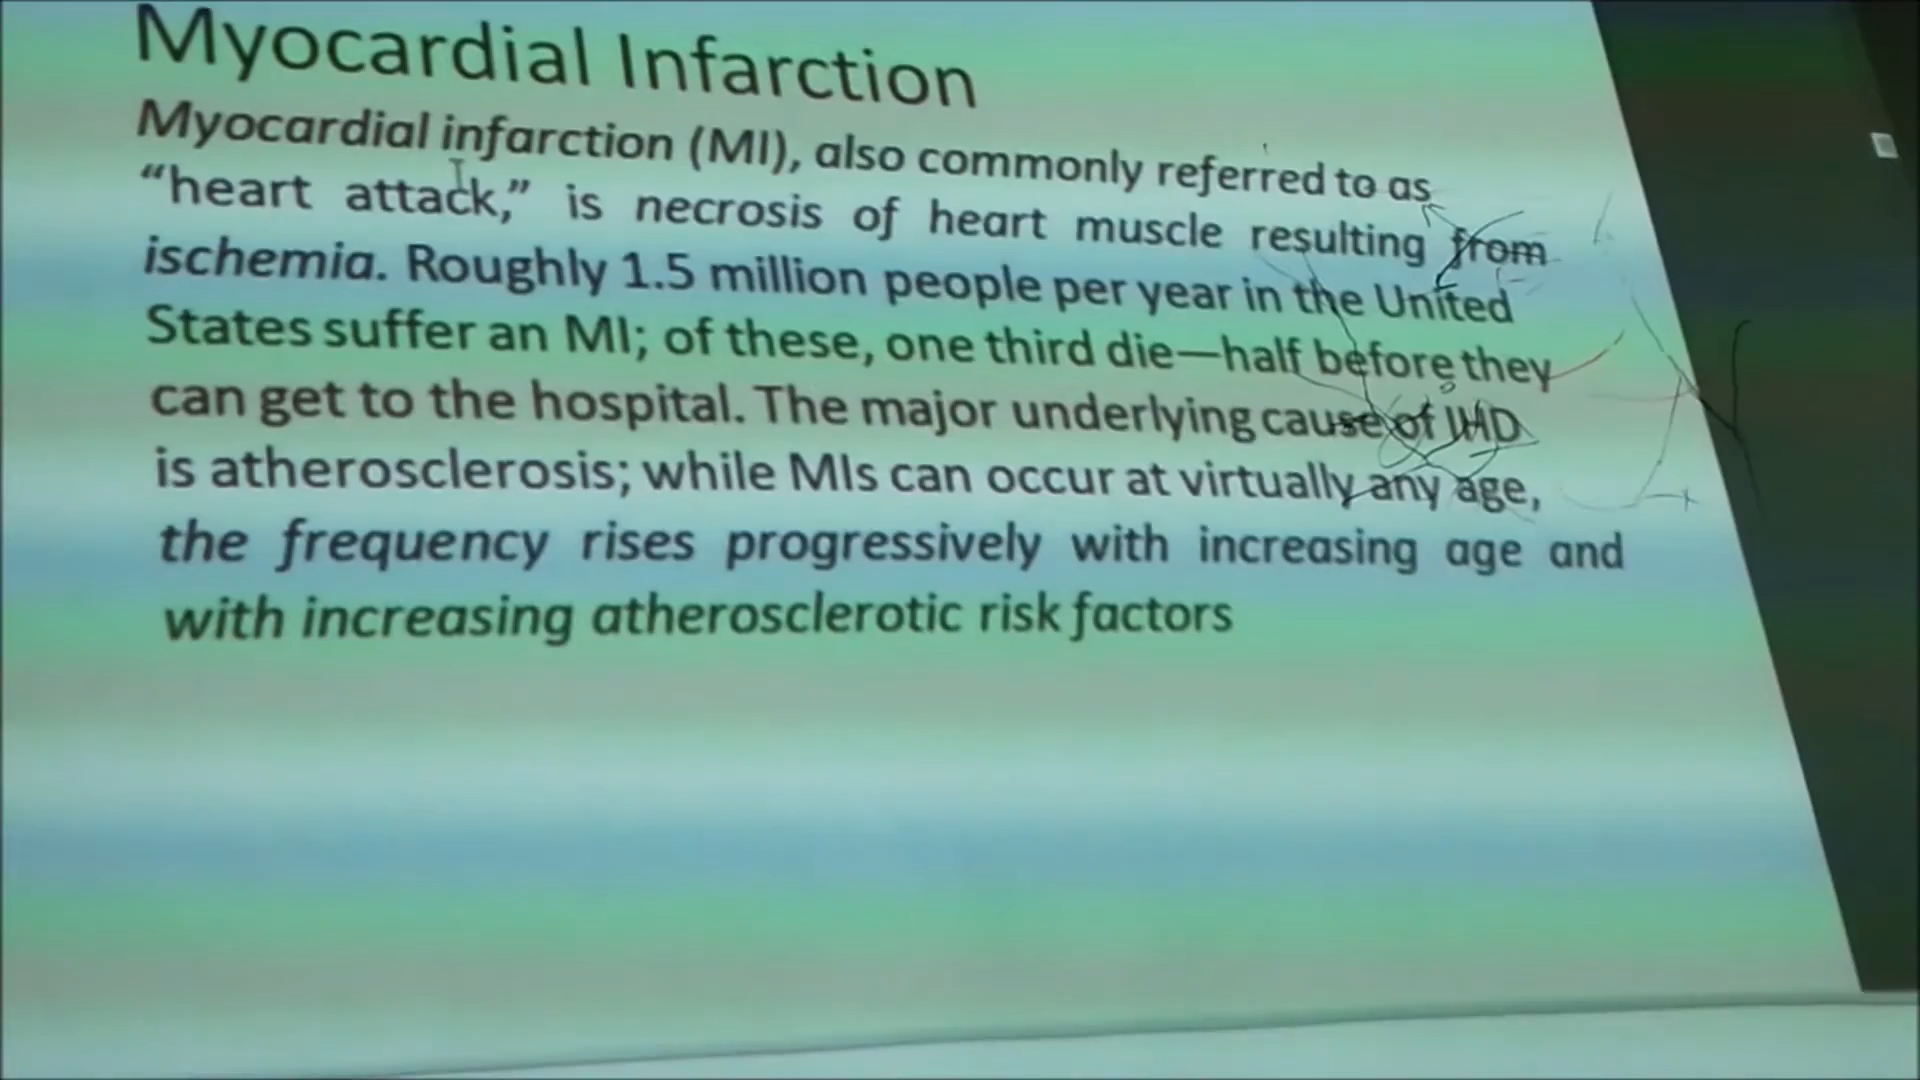 Myocardial Infarction
Myocardial infarction (MI), also commonly referred to as
“heart attack,” is necrosis of heart muscle resulting from
ischemia. Roughly 1.5 million people per year in the United
States suffer an MI; of these, one third die—half before they
can get to the hospital. The major underlying cause of IHD
is atherosclerosis; while MIs can occur at virtually any age,
the frequency rises progressively with increasing age and
with increasing atherosclerotic risk factors